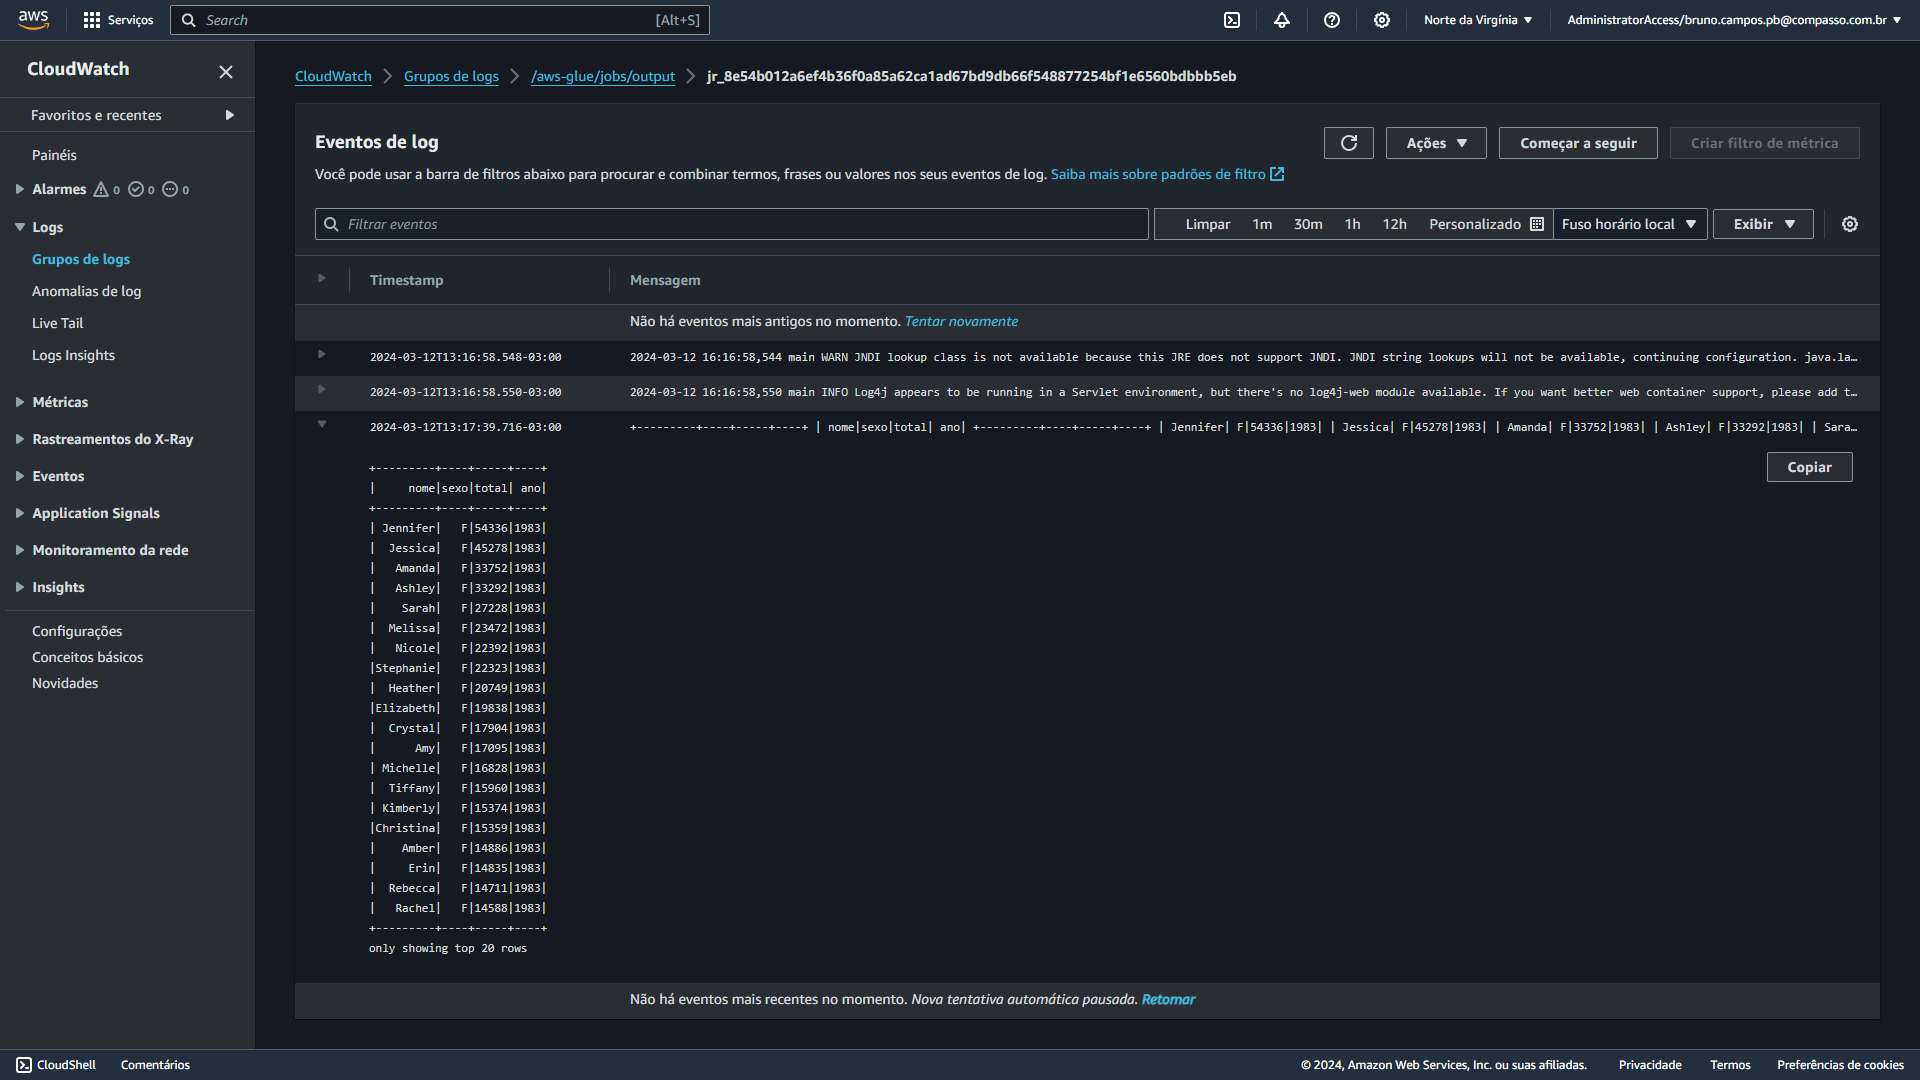 aws Serviços Search [Alt+S] Norte da Virgínia AdministratorAccess/bruno.campos.pb@compasso.com.br
CloudWatch
Favoritos e recentes
Painéis
Alarmes 0 0 0
Logs
Grupos de logs
Anomalias de log
Live Tail
Logs Insights
Métricas
Rastreamentos do X-Ray
Eventos
Application Signals
Monitoramento da rede
Insights
Configurações
Conceitos básicos
Novidades
CloudWatch Grupos de logs /aws-glue/jobs/output jr_8e54b012a6ef4b36f0a85a62ca1ad67bd9db66f548877254bf1e6560bdbbb5eb
Eventos de log
Ações Começar a seguir Criar filtro de métrica
Você pode usar a barra de filtros abaixo para procurar e combinar termos, frases ou valores nos seus eventos de log. Saiba mais sobre padrões de filtro
Filtrar eventos Limpar 1m 30m 1h 12h Personalizado Fuso horário local Exibir
Timestamp Mensagem
Não há eventos mais antigos no momento. Tentar novamente
2024-03-12T13:16:58.548-03:00 2024-03-12 16:16:58,544 main WARN JNDI lookup class is not available because this JRE does not support JNDI. JNDI string lookups will not be available, continuing configuration. java.la…
2024-03-12T13:16:58.550-03:00 2024-03-12 16:16:58,550 main INFO Log4j appears to be running in a Servlet environment, but there's no log4j-web module available. If you want better web container support, please add t…
2024-03-12T13:17:39.716-03:00 +---------+----+-----+----+ | nome|sexo|total| ano| +---------+----+-----+----+ | Jennifer| F|54336|1983| | Jessica| F|45278|1983| | Amanda| F|33752|1983| | Ashley| F|33292|1983| | Sara…
Copiar
+---------+----+-----+----+
|     nome|sexo|total| ano|
+---------+----+-----+----+
| Jennifer|   F|54336|1983|
|  Jessica|   F|45278|1983|
|   Amanda|   F|33752|1983|
|   Ashley|   F|33292|1983|
|    Sarah|   F|27228|1983|
|  Melissa|   F|23472|1983|
|   Nicole|   F|22392|1983|
|Stephanie|   F|22323|1983|
|  Heather|   F|20749|1983|
|Elizabeth|   F|19838|1983|
|  Crystal|   F|17904|1983|
|      Amy|   F|17095|1983|
| Michelle|   F|16828|1983|
|  Tiffany|   F|15960|1983|
| Kimberly|   F|15374|1983|
|Christina|   F|15359|1983|
|    Amber|   F|14886|1983|
|     Erin|   F|14835|1983|
|  Rebecca|   F|14711|1983|
|   Rachel|   F|14588|1983|
+---------+----+-----+----+
only showing top 20 rows
Não há eventos mais recentes no momento. Nova tentativa automática pausada. Retomar
CloudShell Comentários © 2024, Amazon Web Services, Inc. ou suas afiliadas. Privacidade Termos Preferências de cookies